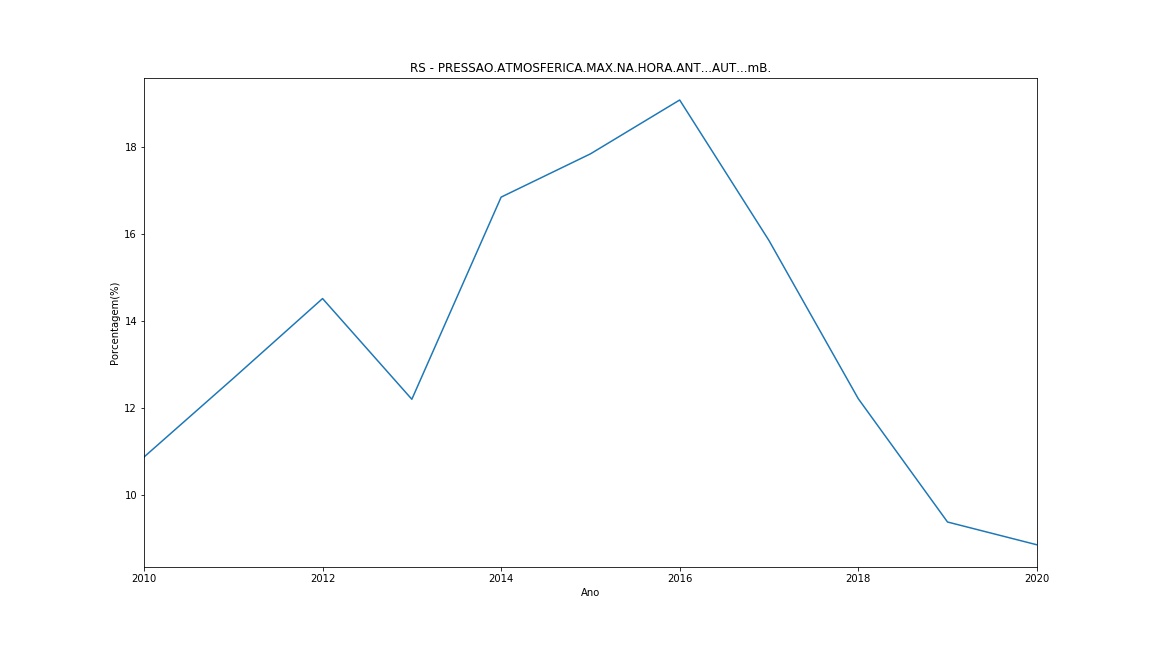 RS - PRESSAO.ATMOSFERICA.MAX.NA.HORA.ANT...AUT...mB.
18
16
14
12
10
Porcentagem(%)
2010 2012 2014 2016 2018 2020
Ano